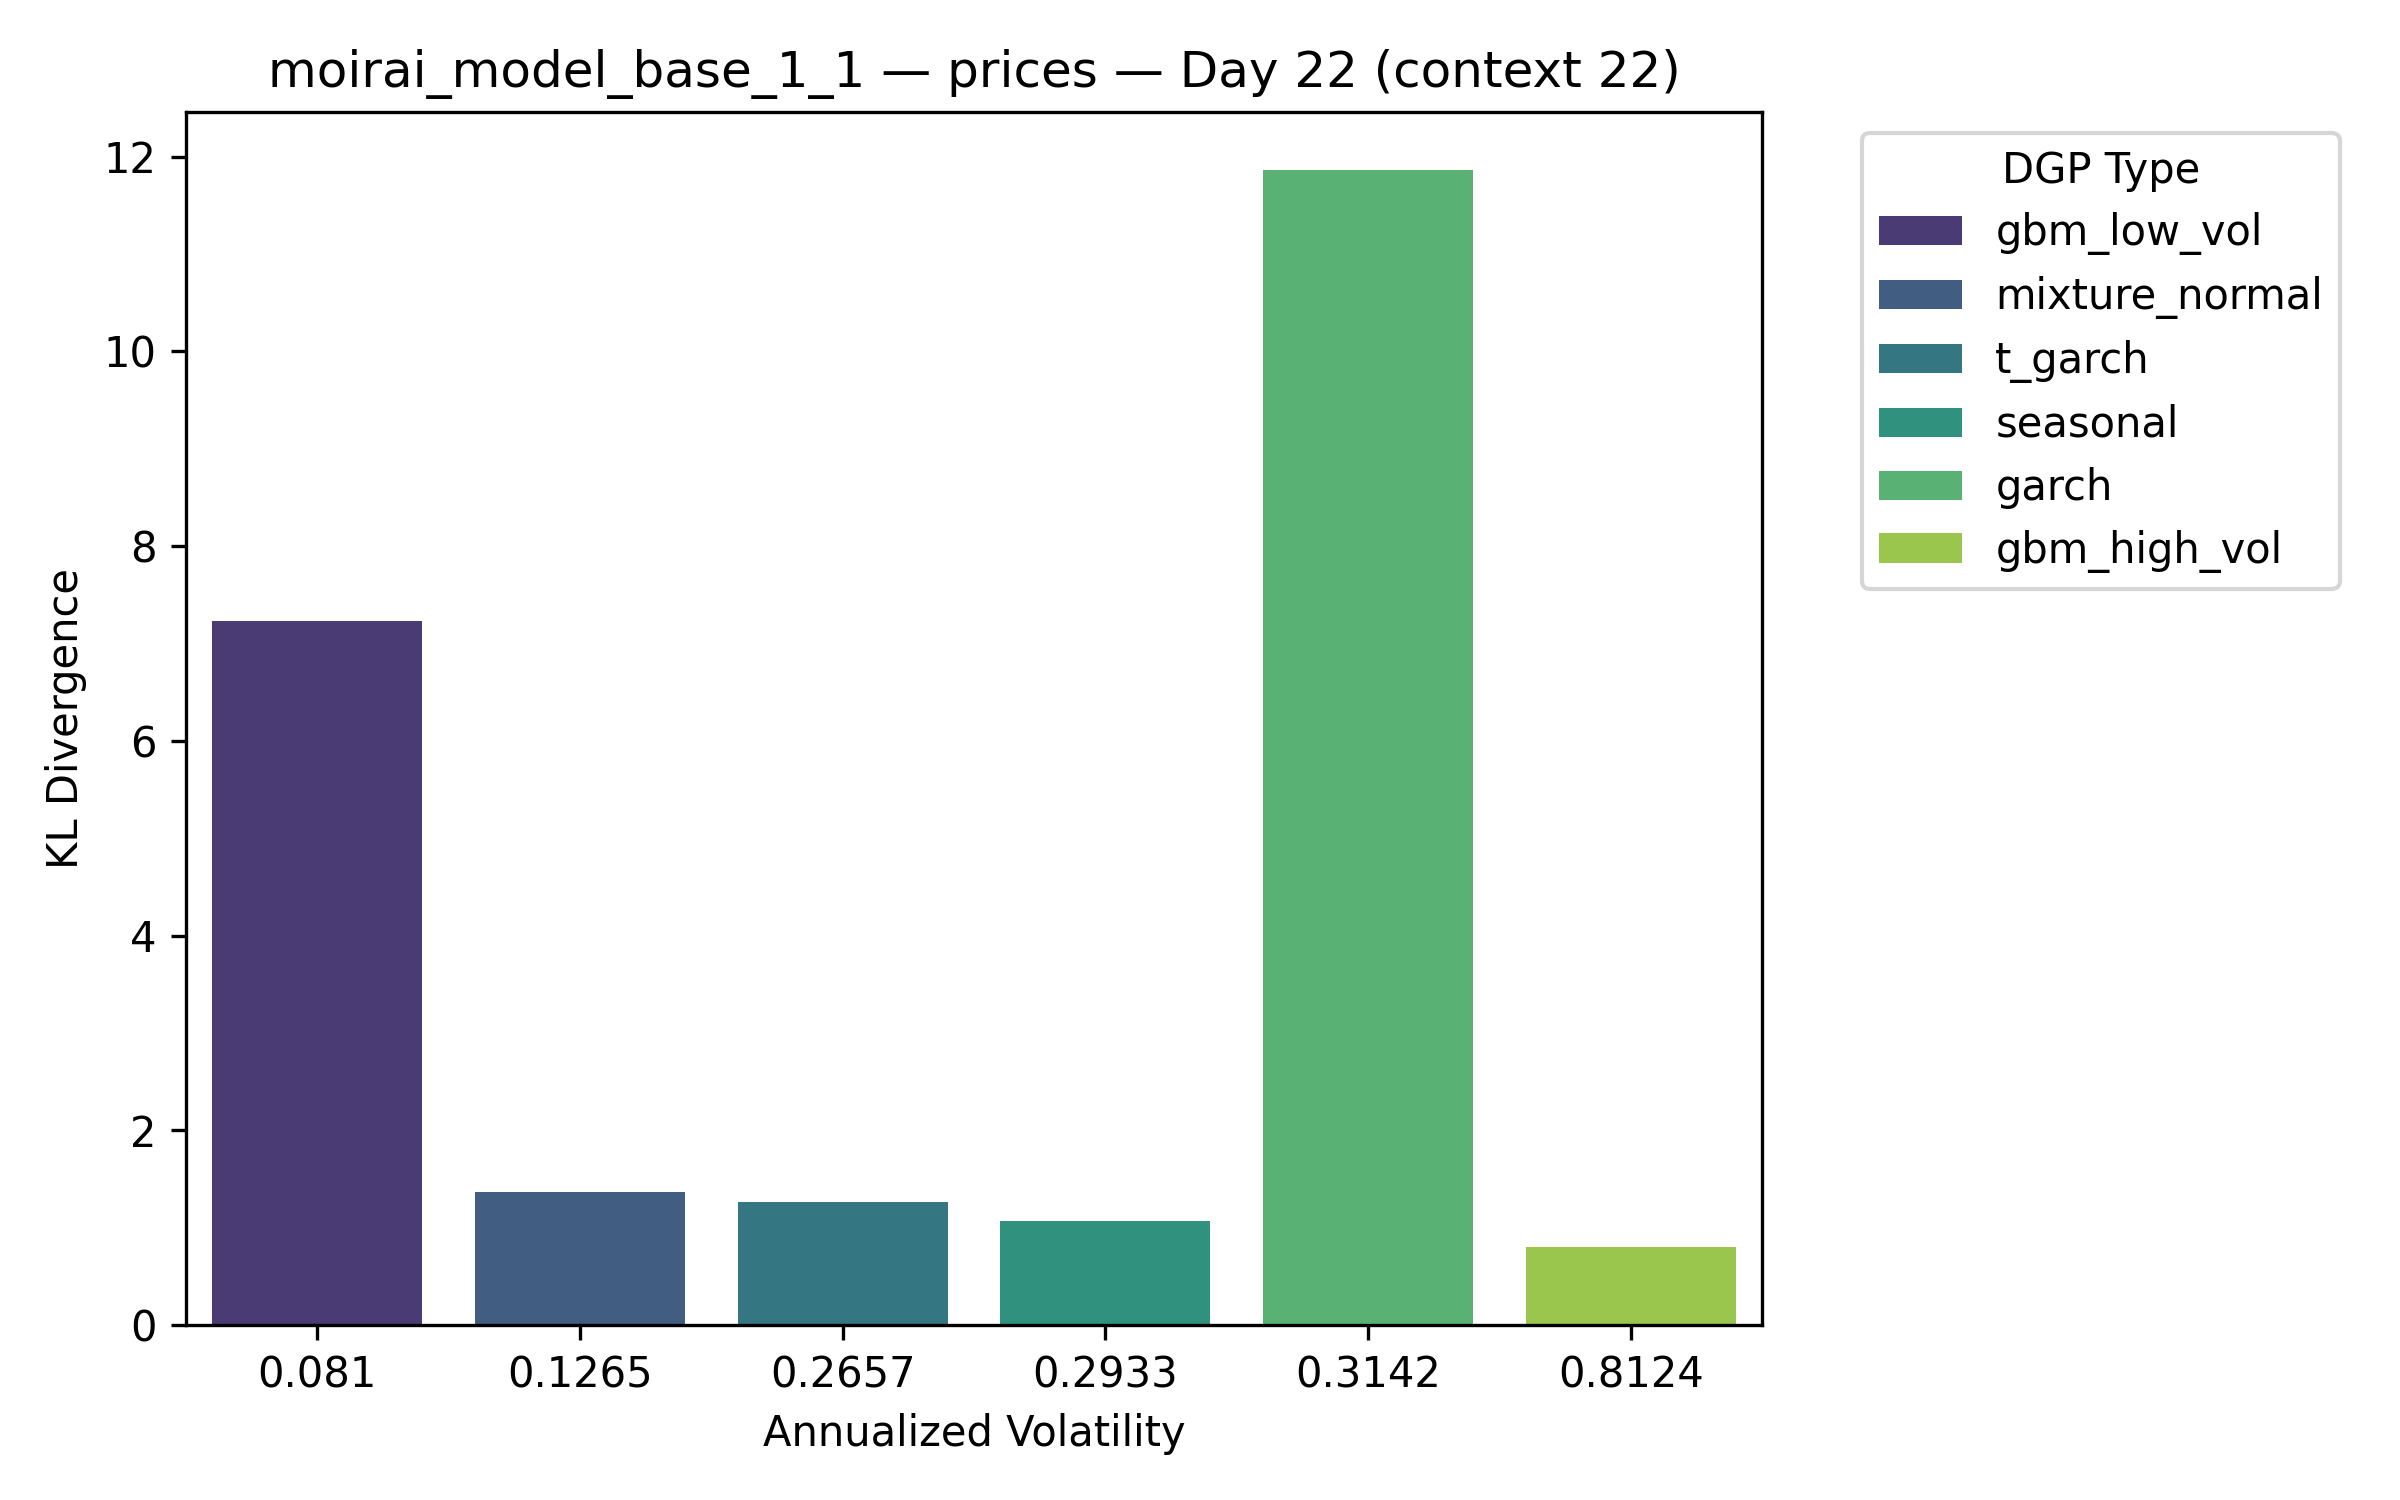 moirai_model_base_1_1 — prices — Day 22 (context 22)
KL Divergence
12
10
8
6
4
2
0
0.081
0.1265
0.2657
0.2933
0.3142
0.8124
Annualized Volatility
DGP Type
gbm_low_vol
mixture_normal
t_garch
seasonal
garch
gbm_high_vol